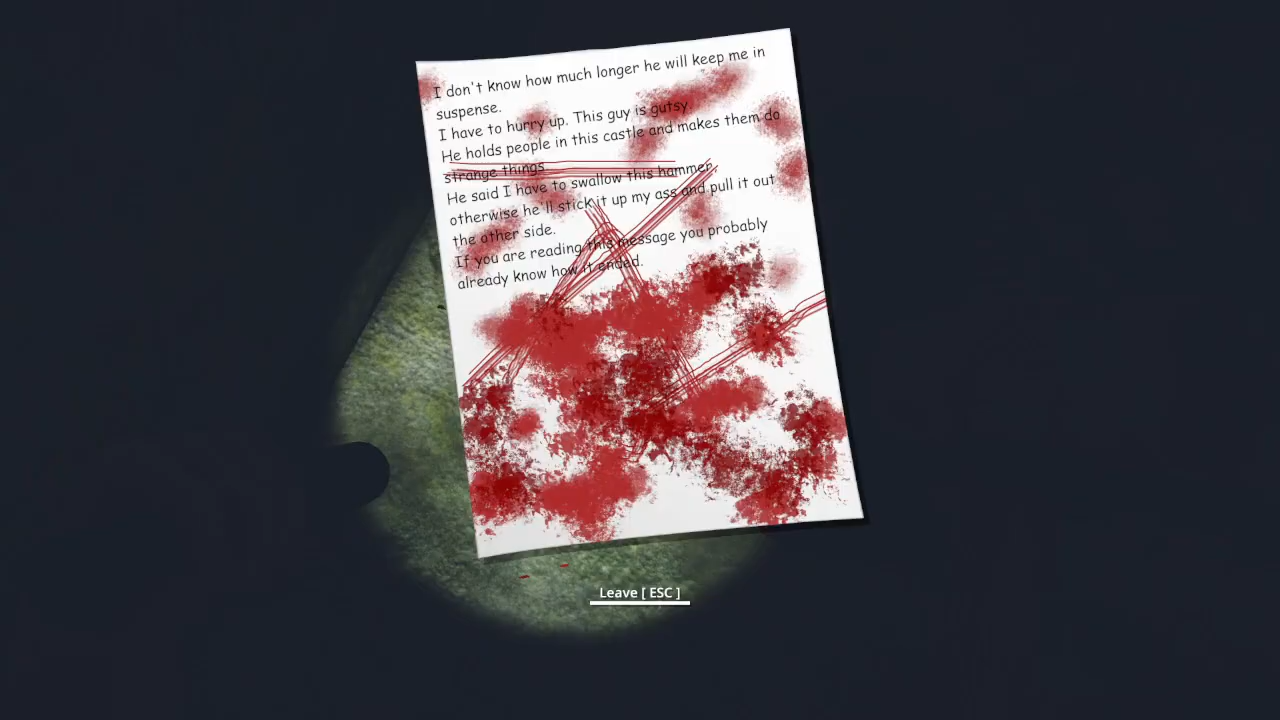 I don't know how much longer he will keep me in
suspense.
I have to hurry up. This guy is gutsy.
He holds people in this castle and makes them do
strange things
He said I have to swallow this hammer,
otherwise he'll stick it up my ass and pull it out
the other side.
If you are reading this message you probably
already know how it ended.
Leave [ ESC ]